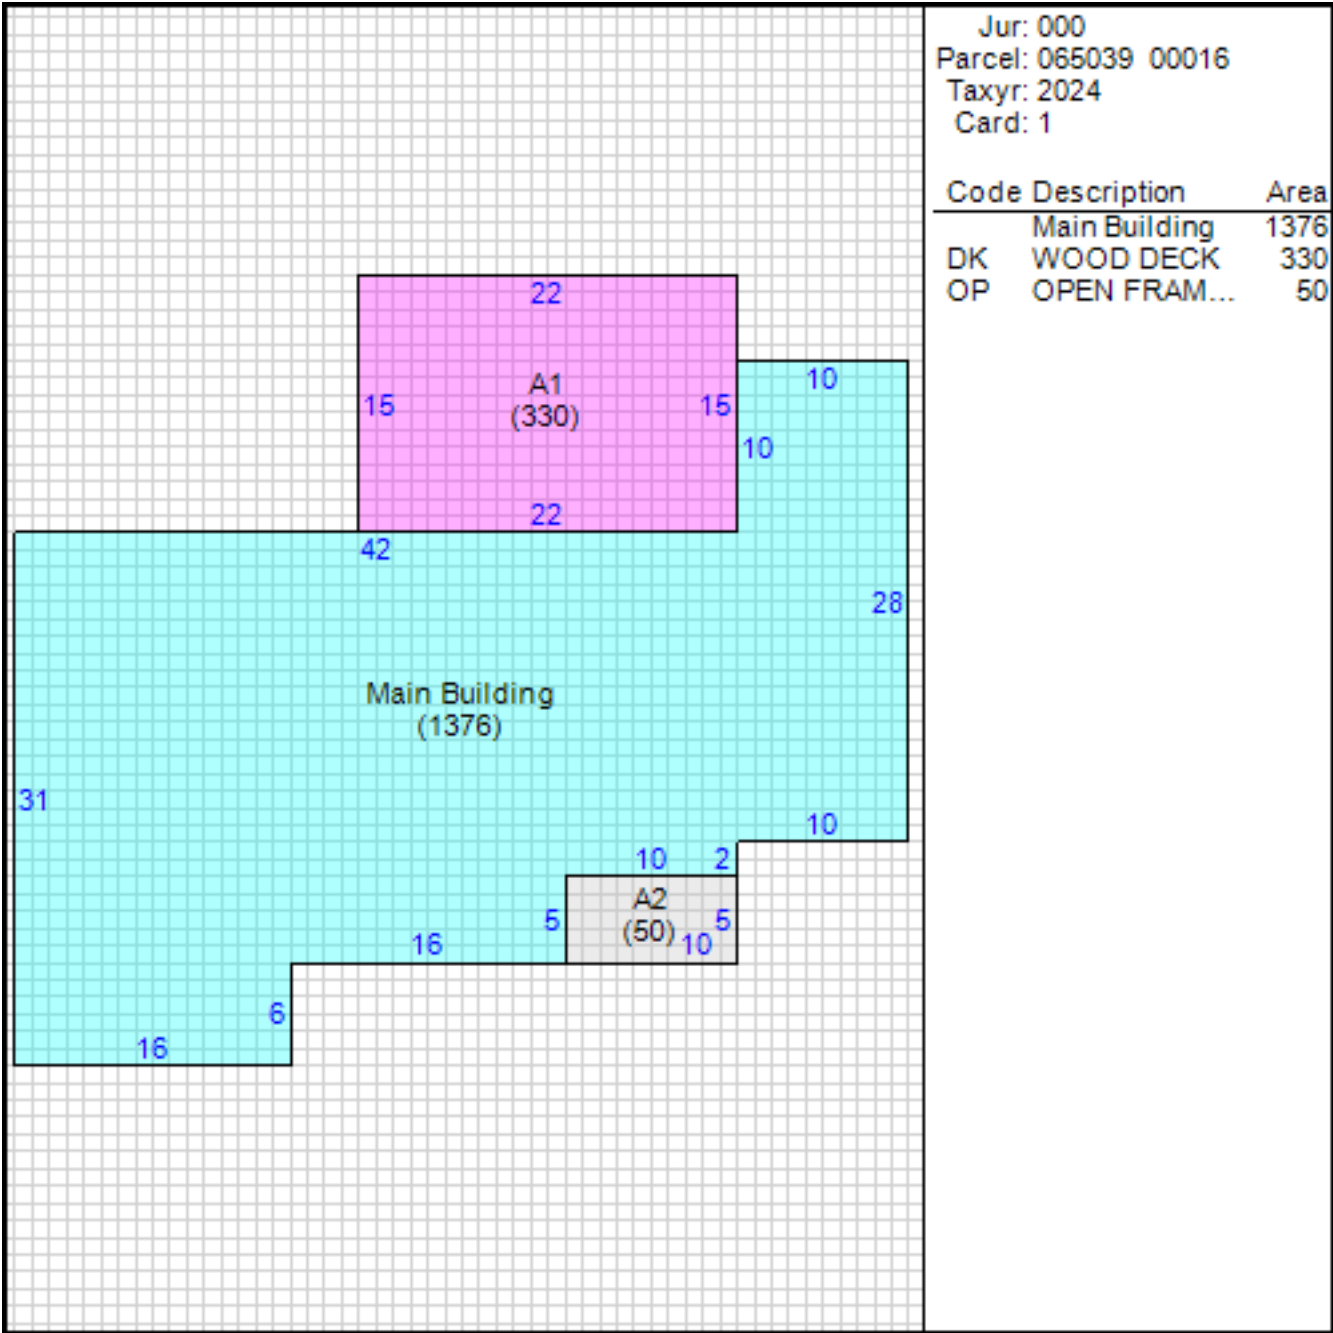 Jur: 000
Parcel: 065039 00016
Taxyr: 2024
Card: 1
Code Description Area
Main Building 1376
DK WOOD DECK 330
OP OPEN FRAM... 50
22
A1
(330)
15
15
22
10
10
42
28
Main Building
(1376)
31
10
10
2
A2
(50)
5
5
10
16
6
16